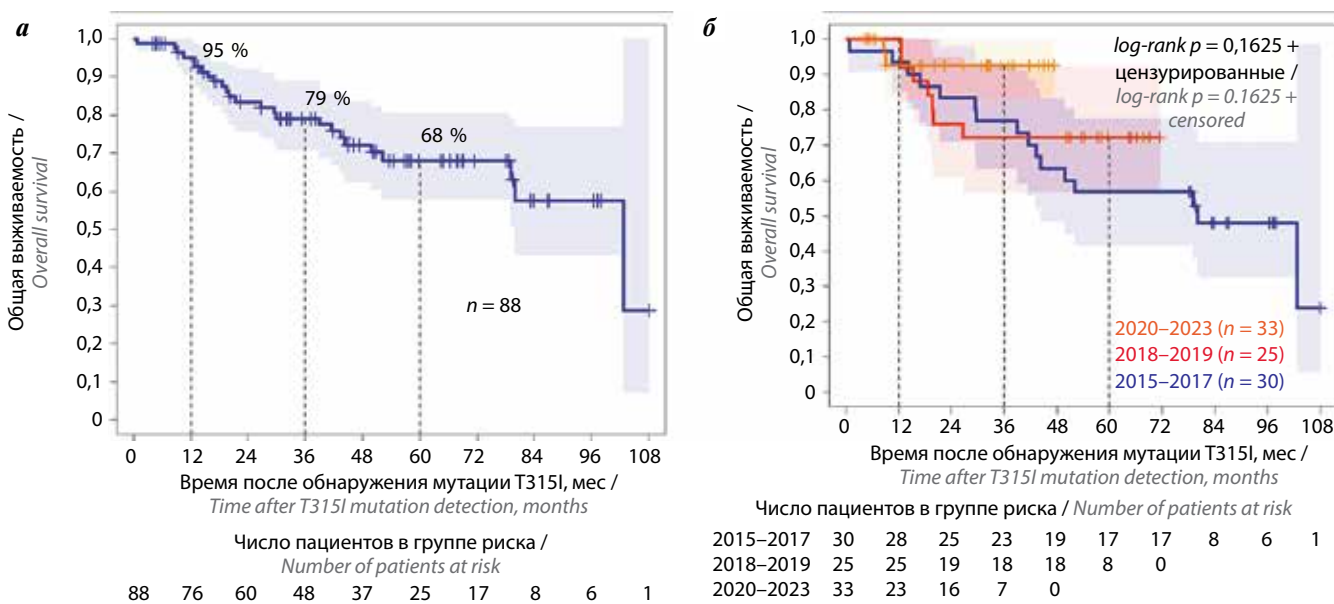 а
1,0
0,9
0,8
0,7
0,6
0,5
0,4
0,3
0,2
0,1
0
Общая выживаемость /
Overall survival
95 %
79 %
68 %
n = 88
0 12 24 36 48 60 72 84 96 108
Время после обнаружения мутации T315I, мес /
Time after T315I mutation detection, months
Число пациентов в группе риска /
Number of patients at risk
88 76 60 48 37 25 17 8 6 1
б
1,0
0,9
0,8
0,7
0,6
0,5
0,4
0,3
0,2
0,1
0
Общая выживаемость /
Overall survival
log-rank p = 0,1625 +
цензурированные /
log-rank p = 0.1625 +
censored
2020–2023 (n = 33)
2018–2019 (n = 25)
2015–2017 (n = 30)
0 12 24 36 48 60 72 84 96 108
Время после обнаружения мутации T315I, мес /
Time after T315I mutation detection, months
Число пациентов в группе риска / Number of patients at risk
2015–2017 30 28 25 23 19 17 17 8 6 1
2018–2019 25 25 19 18 18 8 0
2020–2023 33 23 16 7 0